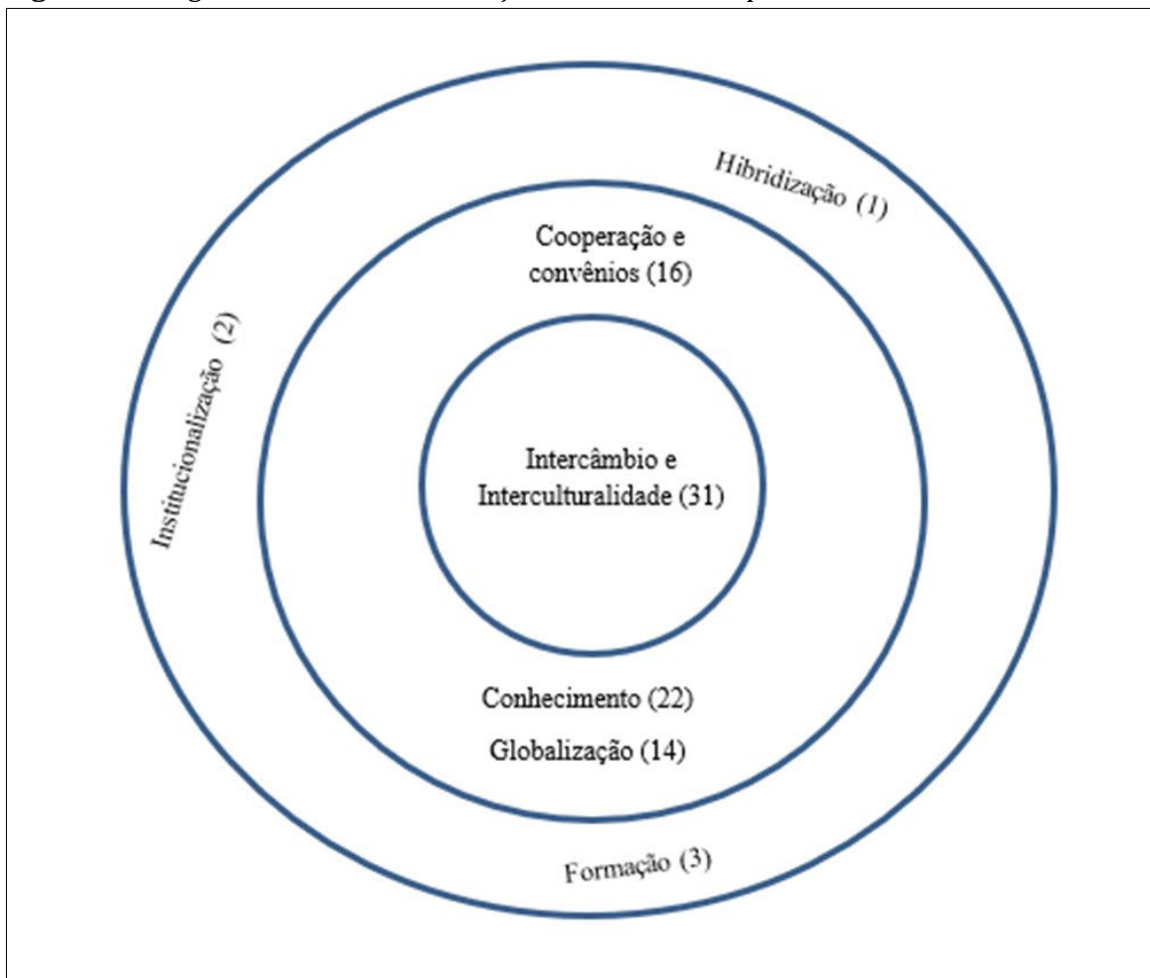 Hibridização (1)
Cooperação e
convênios (16)
Institucionalização (2)
Intercâmbio e
Interculturalidade (31)
Conhecimento (22)
Globalização (14)
Formação (3)